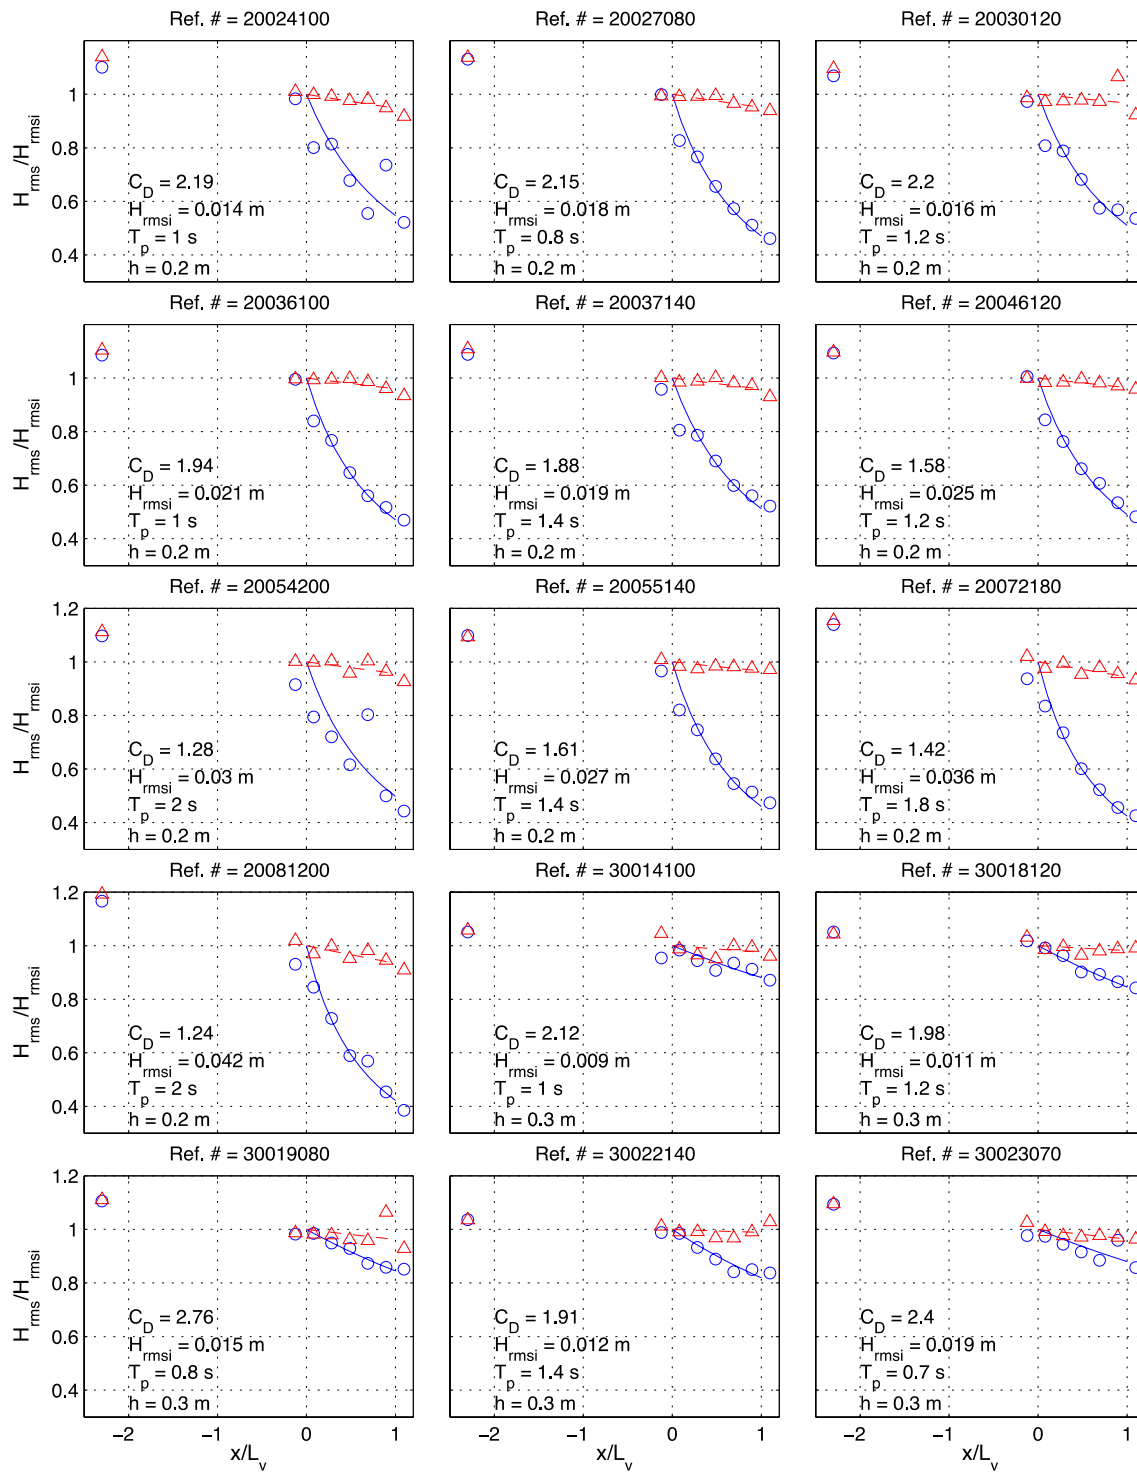 Ref. # = 20024100
Ref. # = 20027080
Ref. # = 20030120
1
0.8
0.6
0.4
H_rms/H_rmsi
C_D = 2.19
H_rmsi = 0.014 m
T_p = 1 s
h = 0.2 m
C_D = 2.15
H_rmsi = 0.018 m
T_p = 0.8 s
h = 0.2 m
C_D = 2.2
H_rmsi = 0.016 m
T_p = 1.2 s
h = 0.2 m
Ref. # = 20036100
Ref. # = 20037140
Ref. # = 20046120
1
0.8
0.6
0.4
H_rms/H_rmsi
C_D = 1.94
H_rmsi = 0.021 m
T_p = 1 s
h = 0.2 m
C_D = 1.88
H_rmsi = 0.019 m
T_p = 1.4 s
h = 0.2 m
C_D = 1.58
H_rmsi = 0.025 m
T_p = 1.2 s
h = 0.2 m
Ref. # = 20054200
Ref. # = 20055140
Ref. # = 20072180
1.2
1
0.8
0.6
0.4
H_rms/H_rmsi
C_D = 1.28
H_rmsi = 0.03 m
T_p = 2 s
h = 0.2 m
C_D = 1.61
H_rmsi = 0.027 m
T_p = 1.4 s
h = 0.2 m
C_D = 1.42
H_rmsi = 0.036 m
T_p = 1.8 s
h = 0.2 m
Ref. # = 20081200
Ref. # = 30014100
Ref. # = 30018120
1.2
1
0.8
0.6
0.4
H_rms/H_rmsi
C_D = 1.24
H_rmsi = 0.042 m
T_p = 2 s
h = 0.2 m
C_D = 2.12
H_rmsi = 0.009 m
T_p = 1 s
h = 0.3 m
C_D = 1.98
H_rmsi = 0.011 m
T_p = 1.2 s
h = 0.3 m
Ref. # = 30019080
Ref. # = 30022140
Ref. # = 30023070
1.2
1
0.8
0.6
0.4
H_rms/H_rmsi
C_D = 2.76
H_rmsi = 0.015 m
T_p = 0.8 s
h = 0.3 m
C_D = 1.91
H_rmsi = 0.012 m
T_p = 1.4 s
h = 0.3 m
C_D = 2.4
H_rmsi = 0.019 m
T_p = 0.7 s
h = 0.3 m
−2 −1 0 1
−2 −1 0 1
−2 −1 0 1
x/L_v
x/L_v
x/L_v